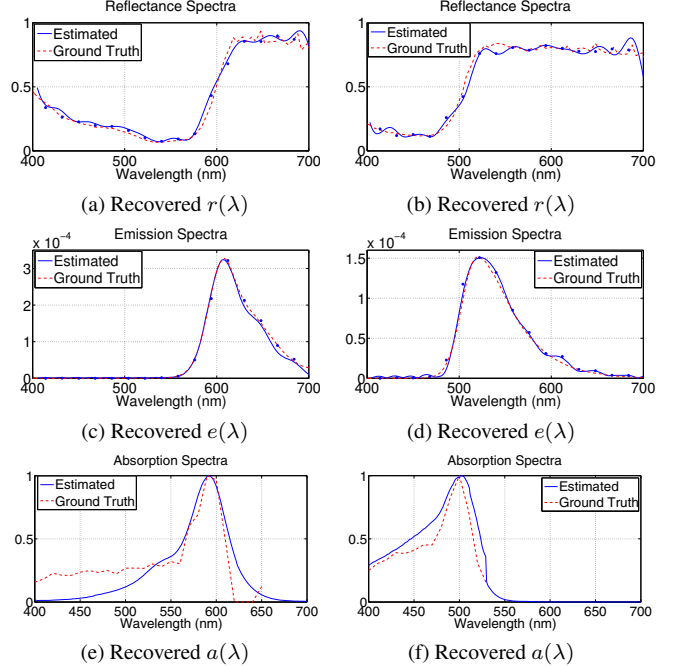 Reflectance Spectra
1
0.5
0
400 500 600 700
Estimated
Ground Truth
Wavelength (nm)
(a) Recovered r(λ)
Reflectance Spectra
1
0.5
0
400 500 600 700
Estimated
Ground Truth
Wavelength (nm)
(b) Recovered r(λ)
x 10⁻⁴
Emission Spectra
3
2
1
0
400 500 600 700
Estimated
Ground Truth
Wavelength (nm)
(c) Recovered e(λ)
x 10⁻⁴
Emission Spectra
1.5
1
0.5
0
400 500 600 700
Estimated
Ground Truth
Wavelength (nm)
(d) Recovered e(λ)
Absorption Spectra
1
0.5
0
400 450 500 550 600 650 700
Estimated
Ground Truth
Wavelength (nm)
(e) Recovered a(λ)
Absorption Spectra
1
0.5
0
400 450 500 550 600 650 700
Estimated
Ground Truth
Wavelength (nm)
(f) Recovered a(λ)